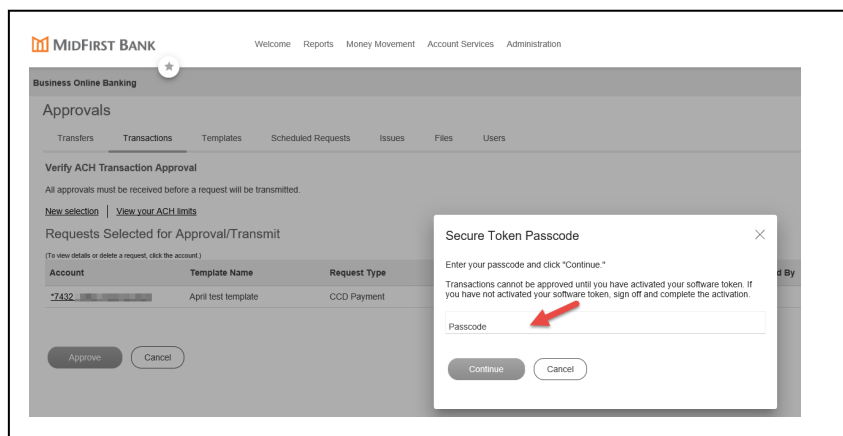 MIDFIRST BANK
Welcome Reports Money Movement Account Services Administration
Business Online Banking
Approvals
Transfers Transactions Templates Scheduled Requests Issues Files Users
Verify ACH Transaction Approval
All approvals must be received before a request will be transmitted.
New selection | View your ACH limits
Requests Selected for Approval/Transmit
(To view details or delete a request, click the account.)
Account Template Name Request Type d By
*7432 April test template CCD Payment
Approve Cancel
Secure Token Passcode
Enter your passcode and click "Continue."
Transactions cannot be approved until you have activated your software token. If
you have not activated your software token, sign off and complete the activation.
Passcode
Continue Cancel